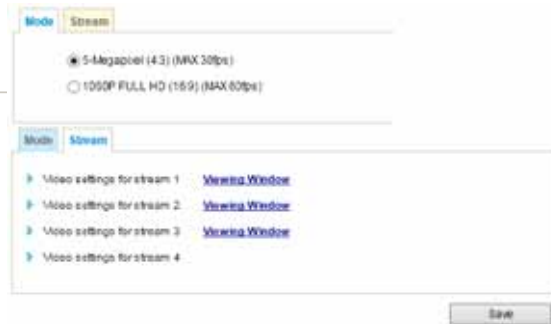 Mode Stream
5-Megapixel (4:3) (MAX 30fps)
1080P FULL HD (16:9) (MAX 60fps)
Mode Stream
Video settings for stream 1 Viewing Window
Video settings for stream 2 Viewing Window
Video settings for stream 3 Viewing Window
Video settings for stream 4
Save